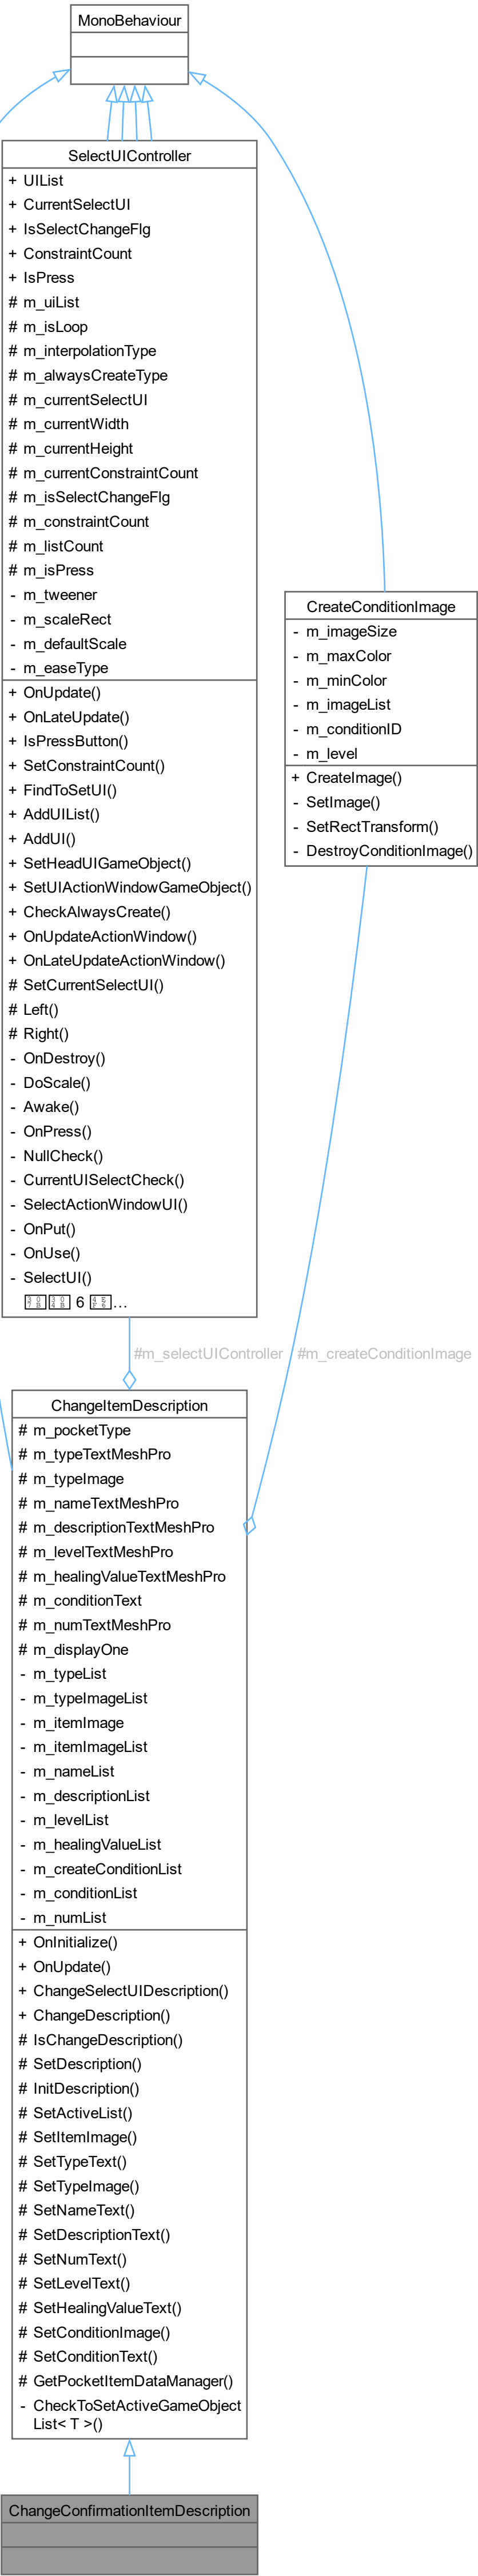 MonoBehaviour
SelectUIController
+ UIList
+ CurrentSelectUI
+ IsSelectChangeFlg
+ ConstraintCount
+ IsPress
# m_uiList
# m_isLoop
# m_interpolationType
# m_alwaysCreateType
# m_currentSelectUI
# m_currentWidth
# m_currentHeight
# m_currentConstraintCount
# m_isSelectChangeFlg
# m_constraintCount
# m_listCount
# m_isPress
- m_tweener
- m_scaleRect
- m_defaultScale
- m_easeType
+ OnUpdate()
+ OnLateUpdate()
+ IsPressButton()
+ SetConstraintCount()
+ FindToSetUI()
+ AddUIList()
+ AddUI()
+ SetHeadUIGameObject()
+ SetUIActionWindowGameObject()
+ CheckAlwaysCreate()
+ OnUpdateActionWindow()
+ OnLateUpdateActionWindow()
# SetCurrentSelectUI()
# Left()
# Right()
- OnDestroy()
- DoScale()
- Awake()
- OnPress()
- NullCheck()
- CurrentUISelectCheck()
- SelectActionWindowUI()
- OnPut()
- OnUse()
- SelectUI()
6 ...
CreateConditionImage
- m_imageSize
- m_maxColor
- m_minColor
- m_imageList
- m_conditionID
- m_level
+ CreateImage()
- SetImage()
- SetRectTransform()
- DestroyConditionImage()
#m_selectUIController
#m_createConditionImage
ChangeItemDescription
# m_pocketType
# m_typeTextMeshPro
# m_typeImage
# m_nameTextMeshPro
# m_descriptionTextMeshPro
# m_levelTextMeshPro
# m_healingValueTextMeshPro
# m_conditionText
# m_numTextMeshPro
# m_displayOne
- m_typeList
- m_typeImageList
- m_itemImage
- m_itemImageList
- m_nameList
- m_descriptionList
- m_levelList
- m_healingValueList
- m_createConditionList
- m_conditionList
- m_numList
+ OnInitialize()
+ OnUpdate()
+ ChangeSelectUIDescription()
+ ChangeDescription()
# IsChangeDescription()
# SetDescription()
# InitDescription()
# SetActiveList()
# SetItemImage()
# SetTypeText()
# SetTypeImage()
# SetNameText()
# SetDescriptionText()
# SetNumText()
# SetLevelText()
# SetHealingValueText()
# SetConditionImage()
# SetConditionText()
# GetPocketItemDataManager()
- CheckToSetActiveGameObject
List< T >()
ChangeConfirmationItemDescription